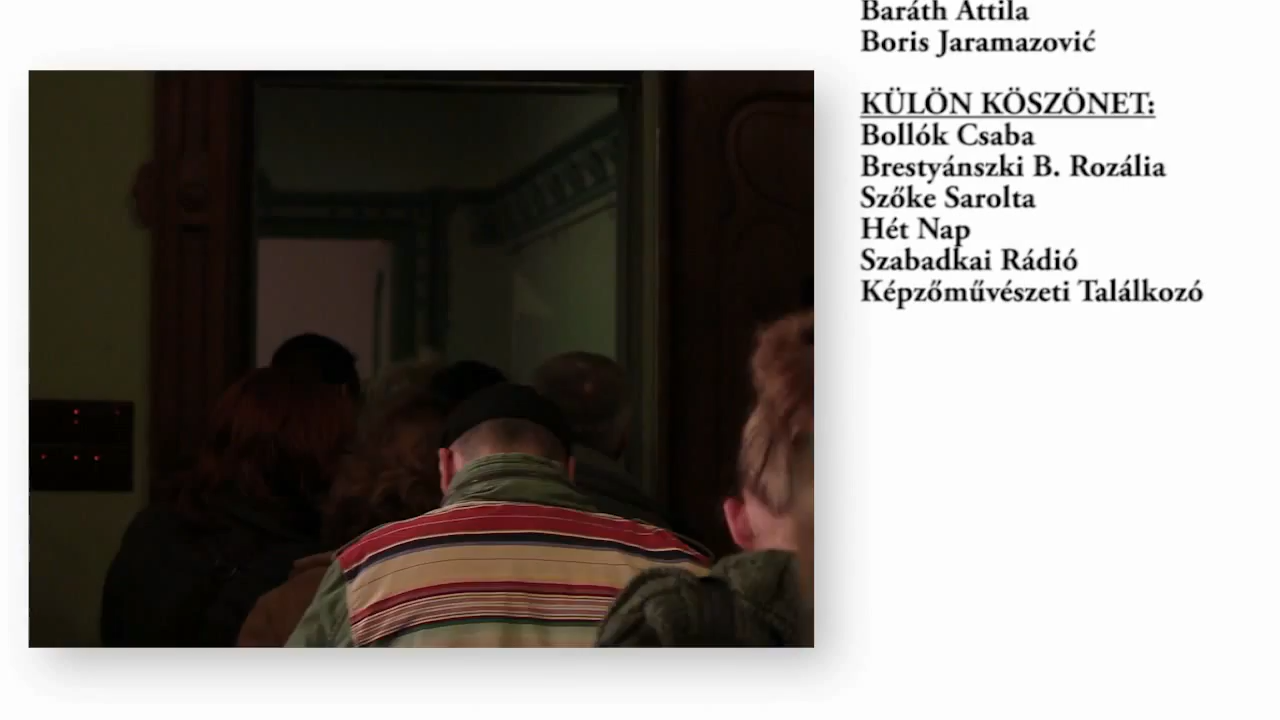 Baráth Attila
Boris Jaramazović
KÜLÖN KÖSZÖNET:
Bollók Csaba
Brestyánszki B. Rozália
Szőke Sarolta
Hét Nap
Szabadkai Rádió
Képzőművészeti Találkozó